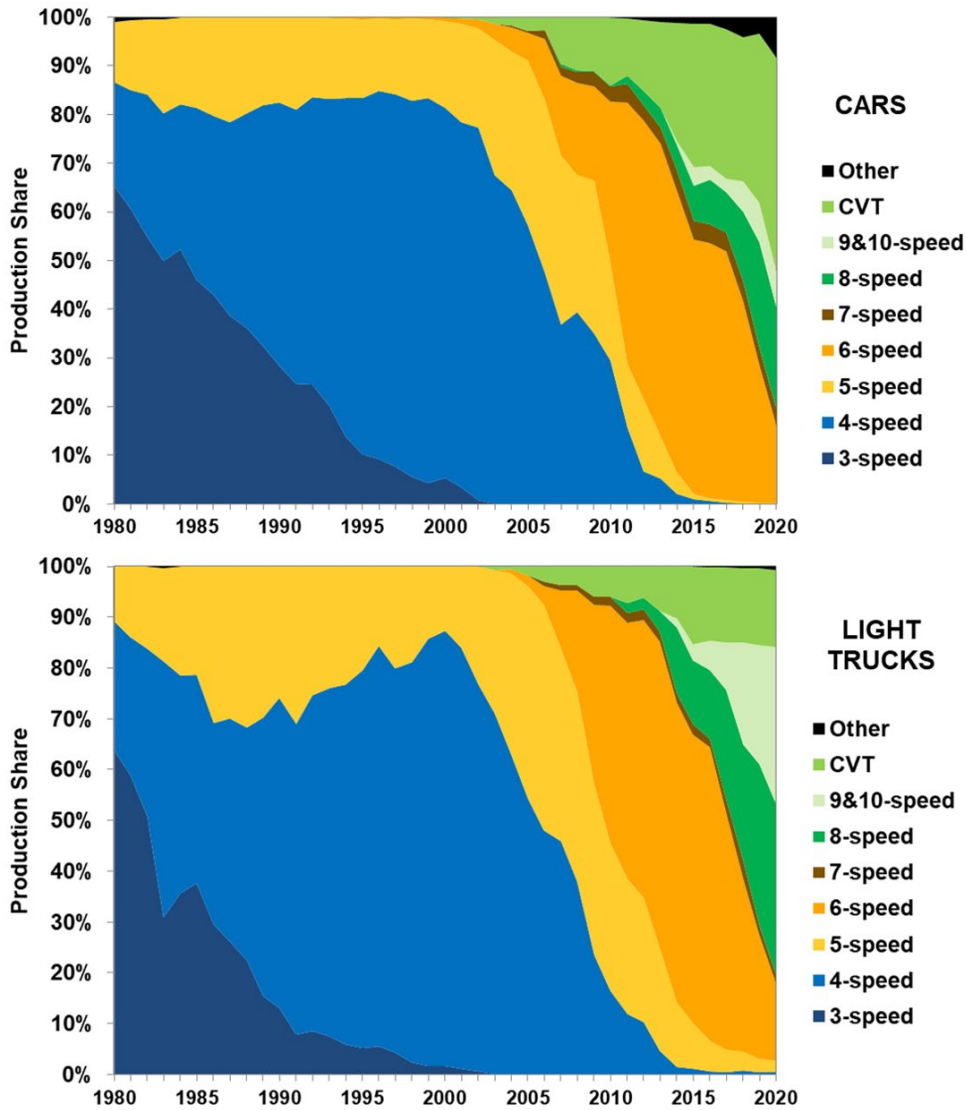 100%
90%
80%
70%
60%
50%
40%
30%
20%
10%
0%
Production Share
1980 1985 1990 1995 2000 2005 2010 2015 2020
CARS
Other
CVT
9&10-speed
8-speed
7-speed
6-speed
5-speed
4-speed
3-speed
100%
90%
80%
70%
60%
50%
40%
30%
20%
10%
0%
Production Share
1980 1985 1990 1995 2000 2005 2010 2015 2020
LIGHT
TRUCKS
Other
CVT
9&10-speed
8-speed
7-speed
6-speed
5-speed
4-speed
3-speed